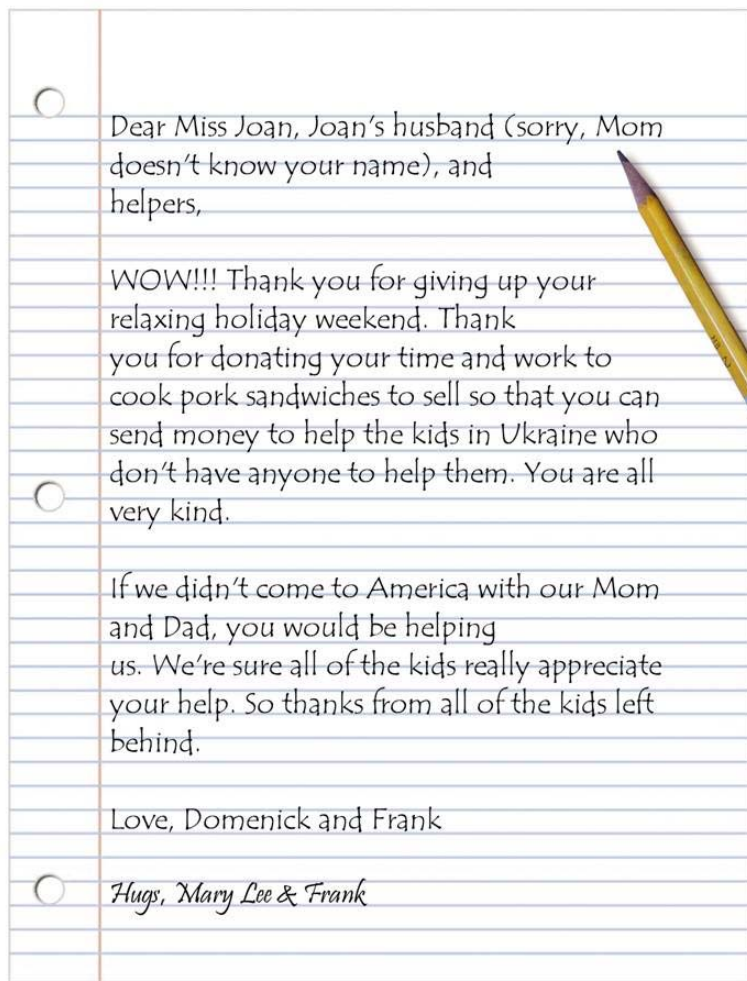 Dear Miss Joan, Joan's husband (sorry, Mom
doesn't know your name), and
helpers,
WOW!!! Thank you for giving up your
relaxing holiday weekend. Thank
you for donating your time and work to
cook pork sandwiches to sell so that you can
send money to help the kids in Ukraine who
don't have anyone to help them. You are all
very kind.
If we didn't come to America with our Mom
and Dad, you would be helping
us. We're sure all of the kids really appreciate
your help. So thanks from all of the kids left
behind.
Love, Domenick and Frank
Hugs, Mary Lee & Frank